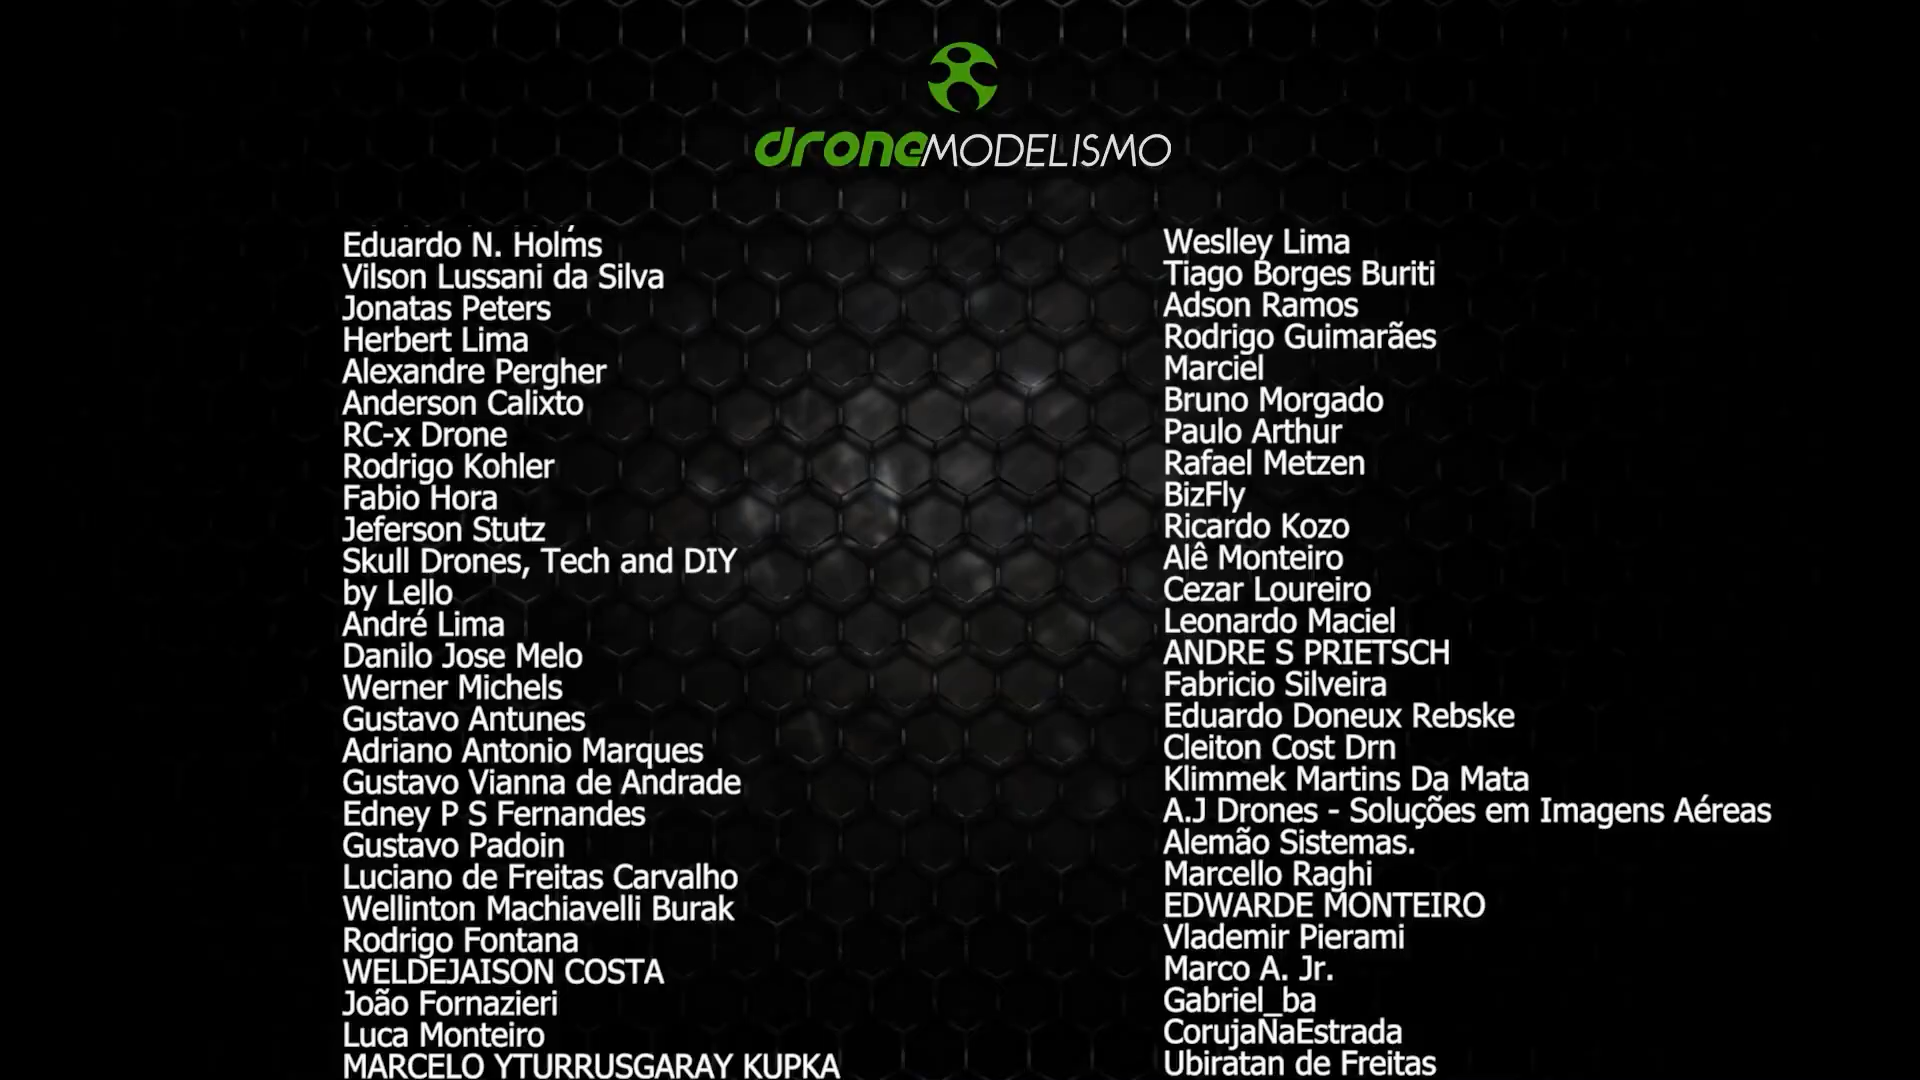 droneMODELISMO
Eduardo N. Holms
Vilson Lussani da Silva
Jonatas Peters
Herbert Lima
Alexandre Pergher
Anderson Calixto
RC-x Drone
Rodrigo Kohler
Fabio Hora
Jeferson Stutz
Skull Drones, Tech and DIY
by Lello
André Lima
Danilo Jose Melo
Werner Michels
Gustavo Antunes
Adriano Antonio Marques
Gustavo Vianna de Andrade
Edney P S Fernandes
Gustavo Padoin
Luciano de Freitas Carvalho
Wellinton Machiavelli Burak
Rodrigo Fontana
WELDEJAISON COSTA
João Fornazieri
Luca Monteiro
MARCELO YTURRUSGARAY KUPKA
Weslley Lima
Tiago Borges Buriti
Adson Ramos
Rodrigo Guimarães
Marciel
Bruno Morgado
Paulo Arthur
Rafael Metzen
BizFly
Ricardo Kozo
Alê Monteiro
Cezar Loureiro
Leonardo Maciel
ANDRE S PRIETSCH
Fabricio Silveira
Eduardo Doneux Rebske
Cleiton Cost Drn
Klimmek Martins Da Mata
A.J Drones - Soluções em Imagens Aéreas
Alemão Sistemas.
Marcello Raghi
EDWARDE MONTEIRO
Vlademir Pierami
Marco A. Jr.
Gabriel_ba
CorujaNaEstrada
Ubiratan de Freitas